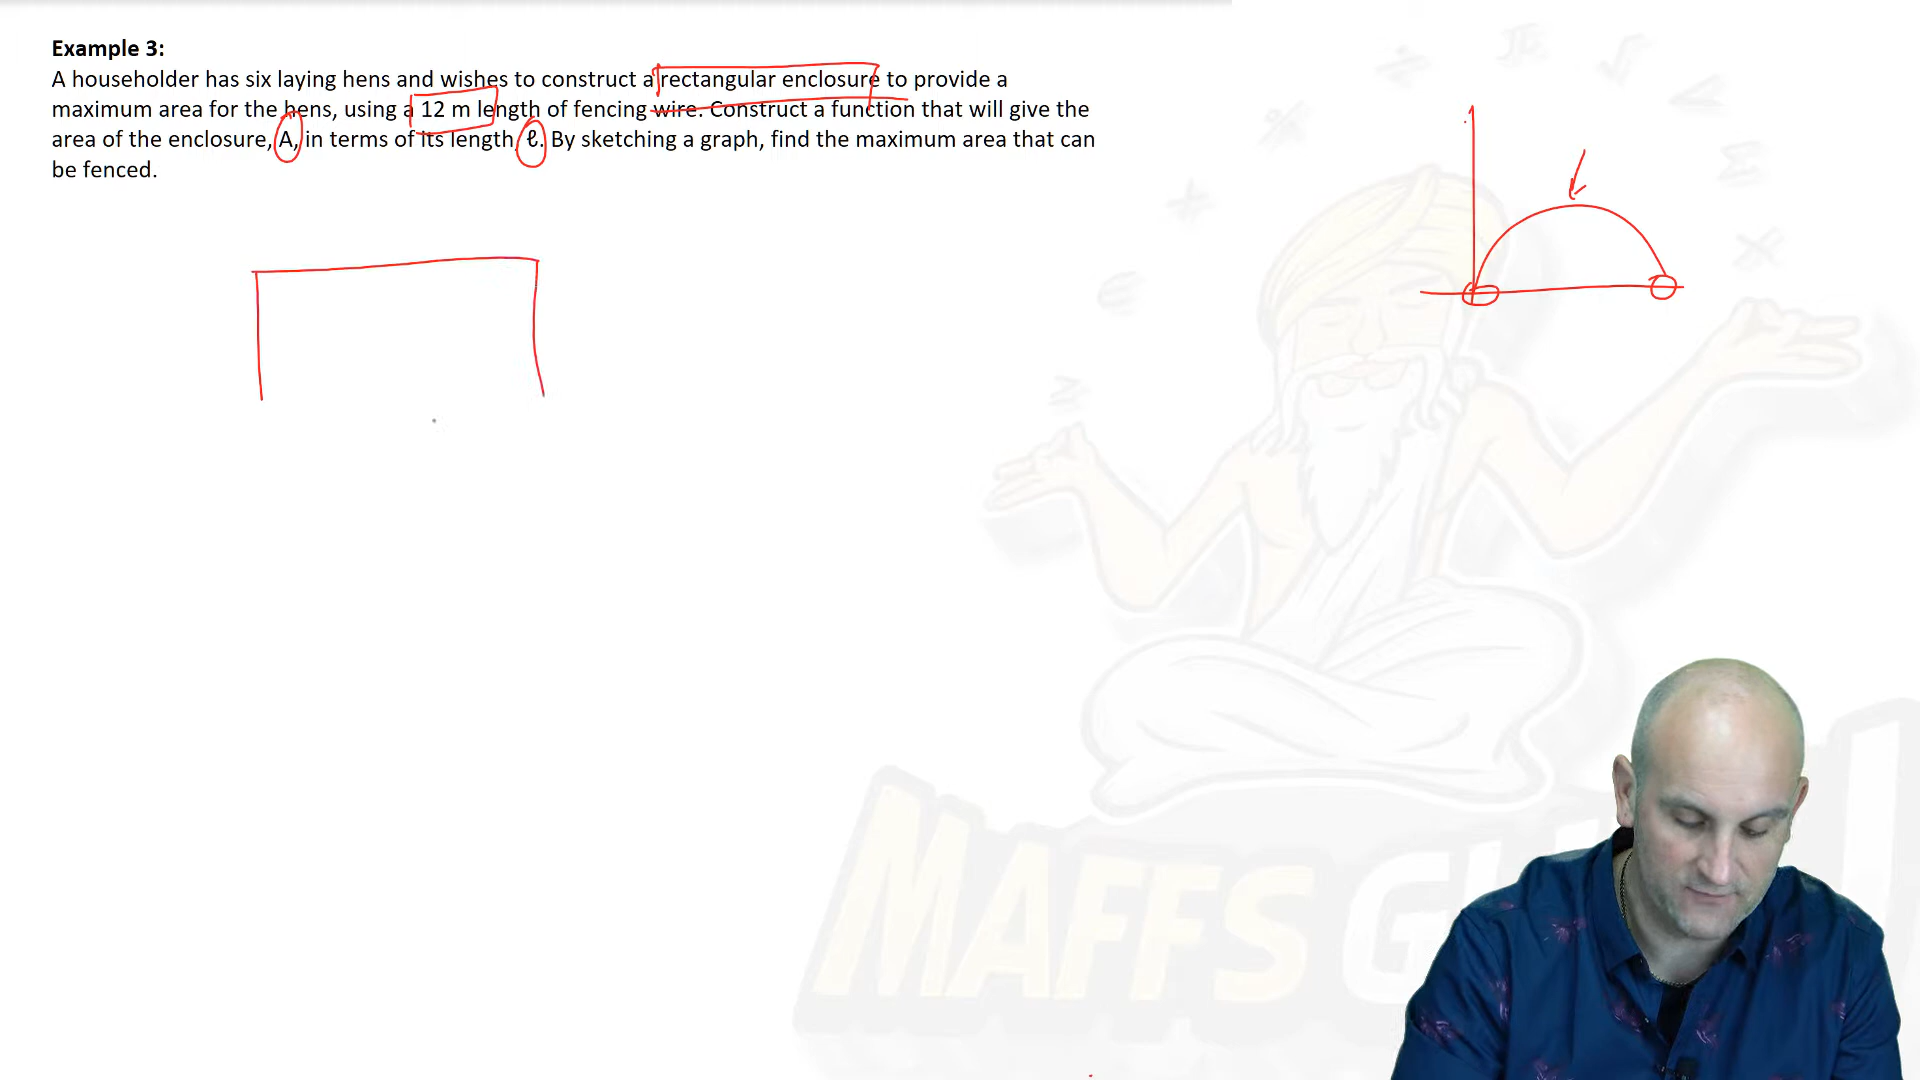 Example 3:
A householder has six laying hens and wishes to construct a rectangular enclosure to provide a
maximum area for the hens, using a 12 m length of fencing wire. Construct a function that will give the
area of the enclosure, A, in terms of its length, ℓ. By sketching a graph, find the maximum area that can
be fenced.
MAFFS G